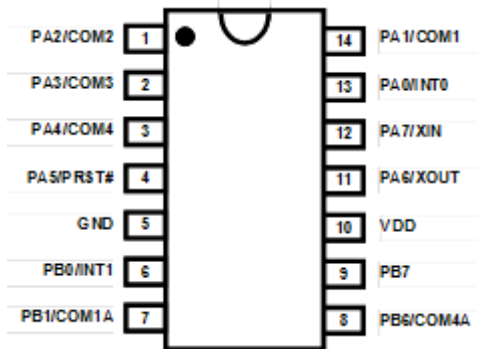 PA2/COM2 1 14 PA1/COM1
PA3/COM3 2 13 PA0/INT0
PA4/COM4 3 12 PA7/XIN
PA5/PRST# 4 11 PA6/XOUT
GND 5 10 VDD
PB0/INT1 6 9 PB7
PB1/COM1A 7 8 PB6/COM4A